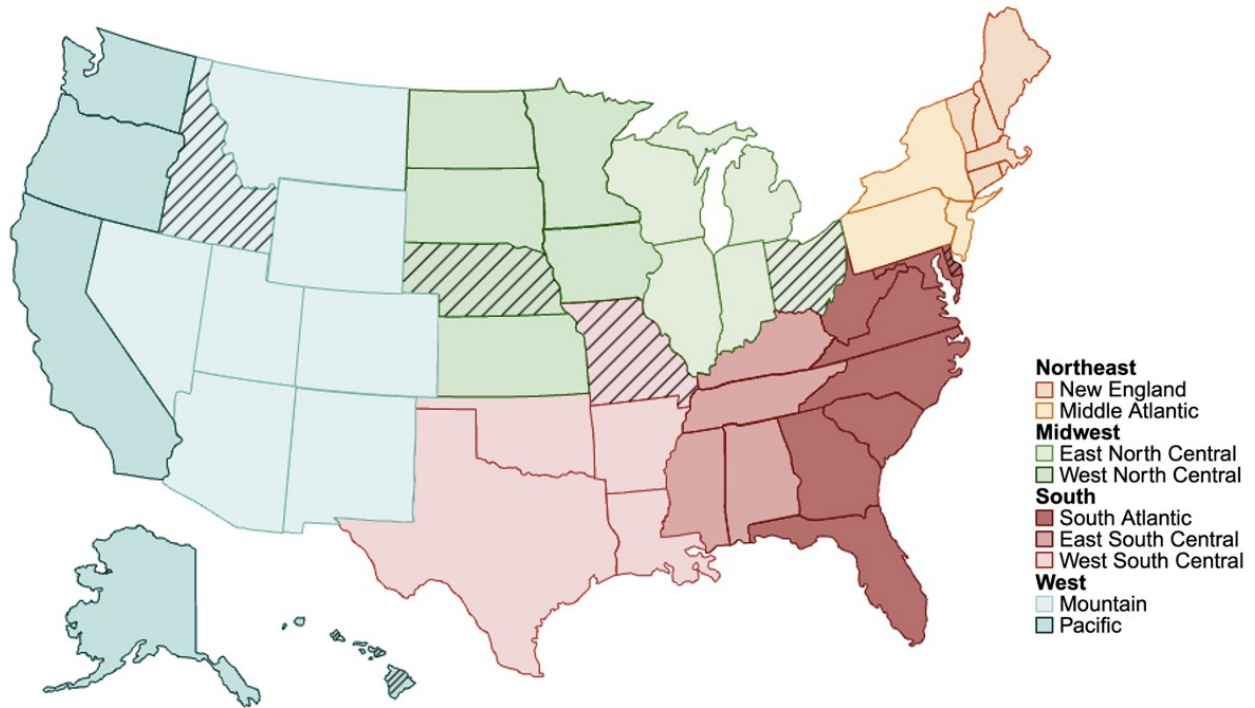 Northeast
New England
Middle Atlantic
Midwest
East North Central
West North Central
South
South Atlantic
East South Central
West South Central
West
Mountain
Pacific